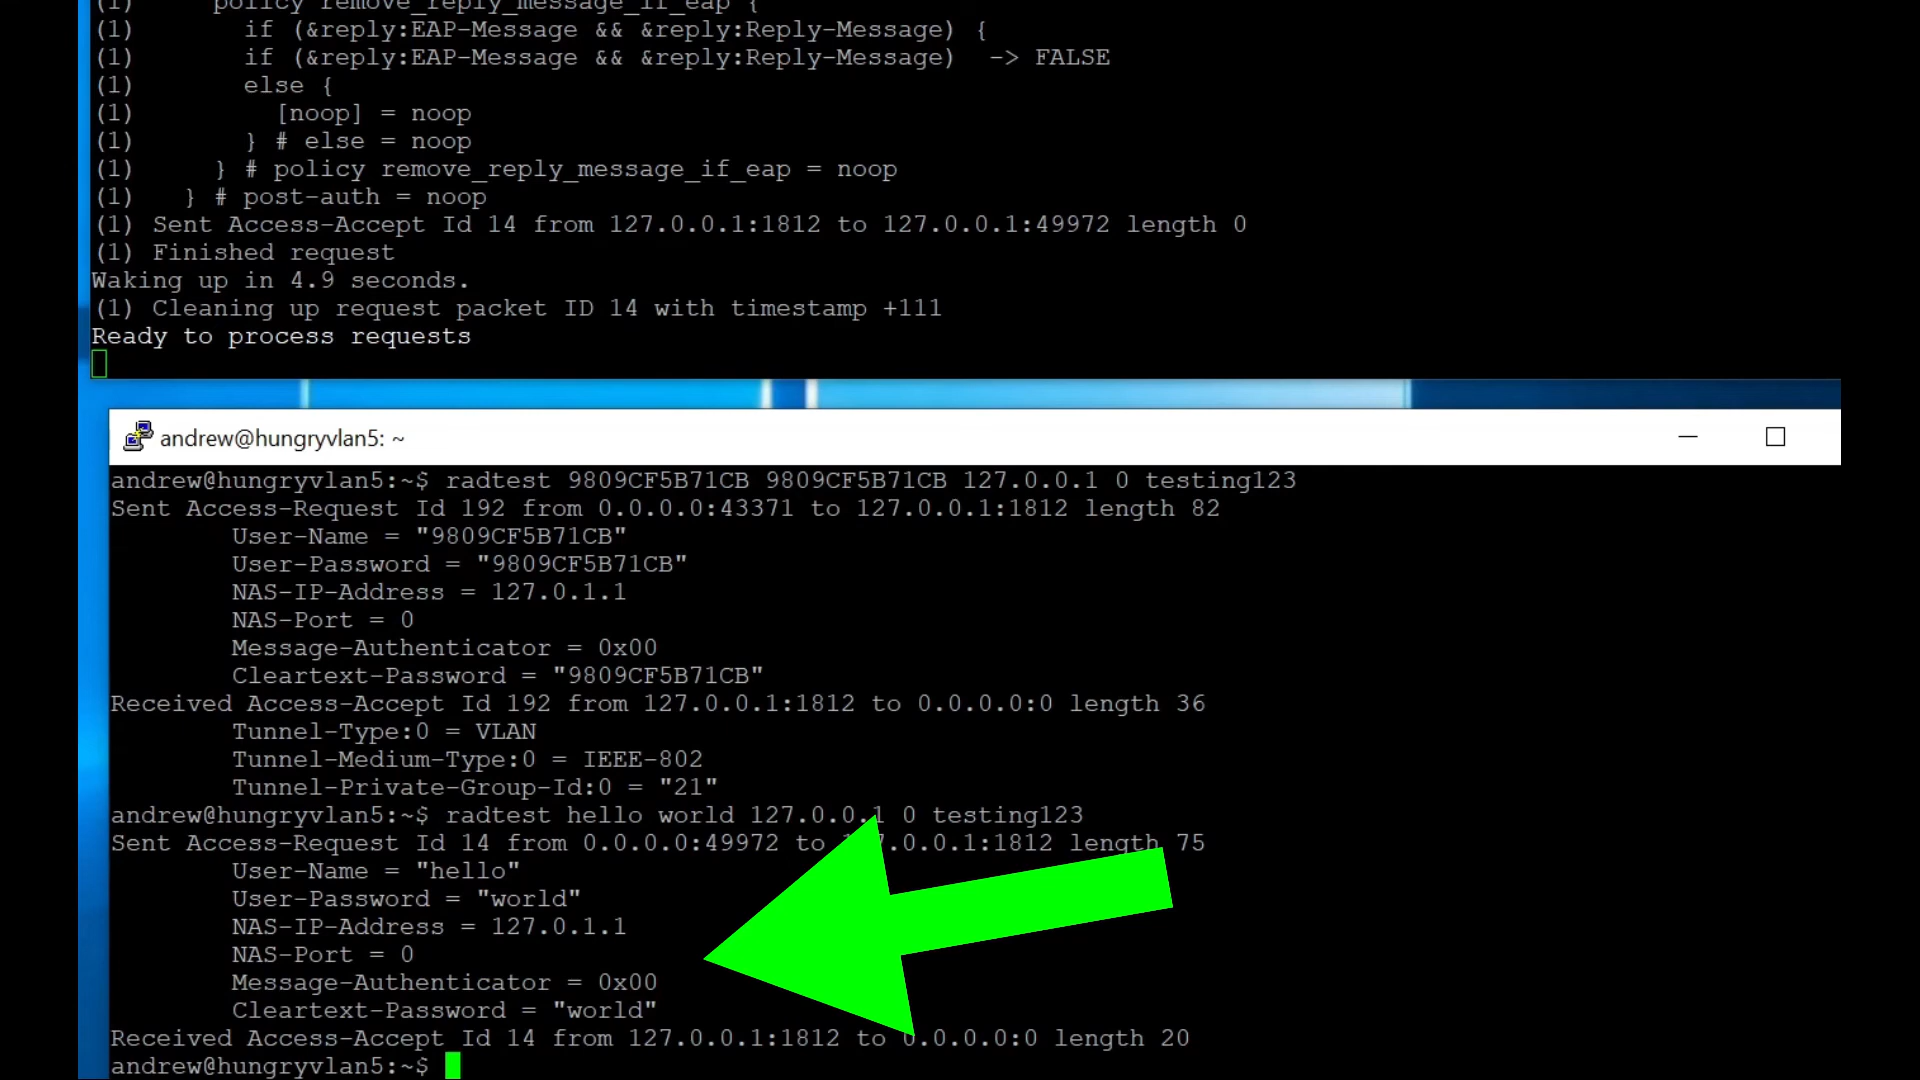 (1)     policy remove_reply_message_if_eap {
(1)       if (&reply:EAP-Message && &reply:Reply-Message) {
(1)       if (&reply:EAP-Message && &reply:Reply-Message)  -> FALSE
(1)       else {
(1)         [noop] = noop
(1)       } # else = noop
(1)     } # policy remove_reply_message_if_eap = noop
(1)   } # post-auth = noop
(1) Sent Access-Accept Id 14 from 127.0.0.1:1812 to 127.0.0.1:49972 length 0
(1) Finished request
Waking up in 4.9 seconds.
(1) Cleaning up request packet ID 14 with timestamp +111
Ready to process requests
andrew@hungryvlan5: ~
andrew@hungryvlan5:~$ radtest 9809CF5B71CB 9809CF5B71CB 127.0.0.1 0 testing123
Sent Access-Request Id 192 from 0.0.0.0:43371 to 127.0.0.1:1812 length 82
        User-Name = "9809CF5B71CB"
        User-Password = "9809CF5B71CB"
        NAS-IP-Address = 127.0.1.1
        NAS-Port = 0
        Message-Authenticator = 0x00
        Cleartext-Password = "9809CF5B71CB"
Received Access-Accept Id 192 from 127.0.0.1:1812 to 0.0.0.0:0 length 36
        Tunnel-Type:0 = VLAN
        Tunnel-Medium-Type:0 = IEEE-802
        Tunnel-Private-Group-Id:0 = "21"
andrew@hungryvlan5:~$ radtest hello world 127.0.0.1 0 testing123
Sent Access-Request Id 14 from 0.0.0.0:49972 to 127.0.0.1:1812 length 75
        User-Name = "hello"
        User-Password = "world"
        NAS-IP-Address = 127.0.1.1
        NAS-Port = 0
        Message-Authenticator = 0x00
        Cleartext-Password = "world"
Received Access-Accept Id 14 from 127.0.0.1:1812 to 0.0.0.0:0 length 20
andrew@hungryvlan5:~$